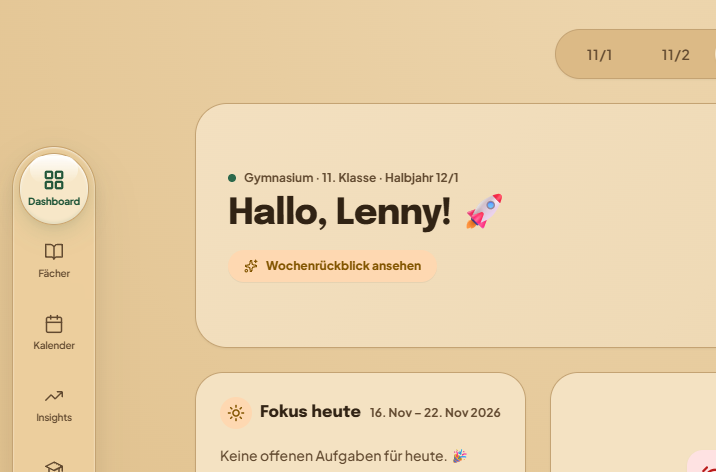 11/1 11/2
Gymnasium · 11. Klasse · Halbjahr 12/1
Hallo, Lenny! 🚀
Wochenrückblick ansehen
Dashboard
Fächer
Kalender
Insights
Fokus heute 16. Nov – 22. Nov 2026
Keine offenen Aufgaben für heute. 🎉